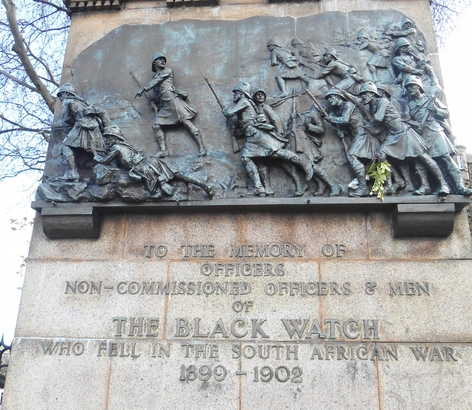 TO THE MEMORY OF
OFFICERS
NON-COMMISSIONED OFFICERS & MEN
OF
THE BLACK WATCH
WHO FELL IN THE SOUTH AFRICAN WAR
1899-1902